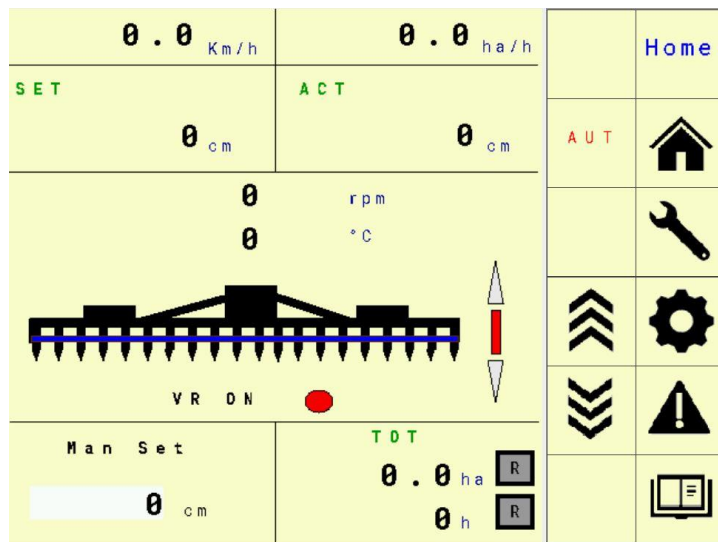 0.0 Km/h 0.0 ha/h Home
SET ACT
0 cm 0 cm AUT
0 rpm
0 °C
VR ON
Man Set TOT
0.0 ha R
0 cm 0 h R